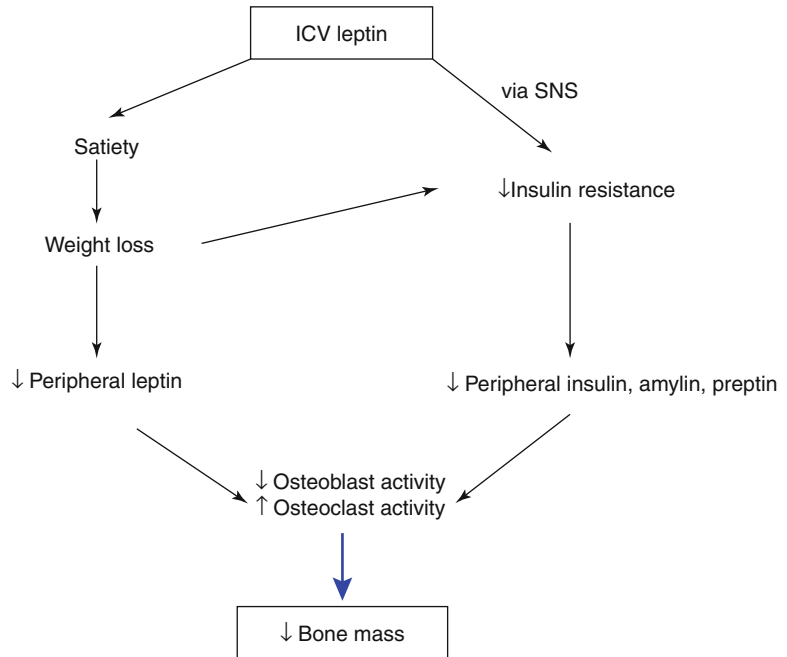 ICV leptin
via SNS
Satiety
↓Insulin resistance
Weight loss
↓ Peripheral leptin
↓ Peripheral insulin, amylin, preptin
↓ Osteoblast activity
↑ Osteoclast activity
↓ Bone mass